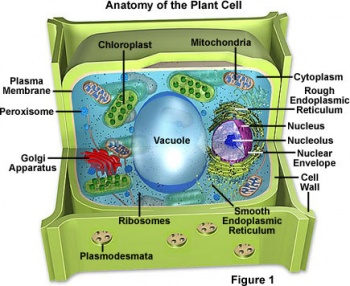 Anatomy of the Plant Cell
Chloroplast
Mitochondria
Plasma
Membrane
Cytoplasm
Peroxisome
Rough
Endoplasmic
Reticulum
Nucleus
Vacuole
Nucleolus
Nuclear
Envelope
Golgi
Apparatus
Cell
Wall
Ribosomes
Smooth
Endoplasmic
Reticulum
Plasmodesmata
Figure 1